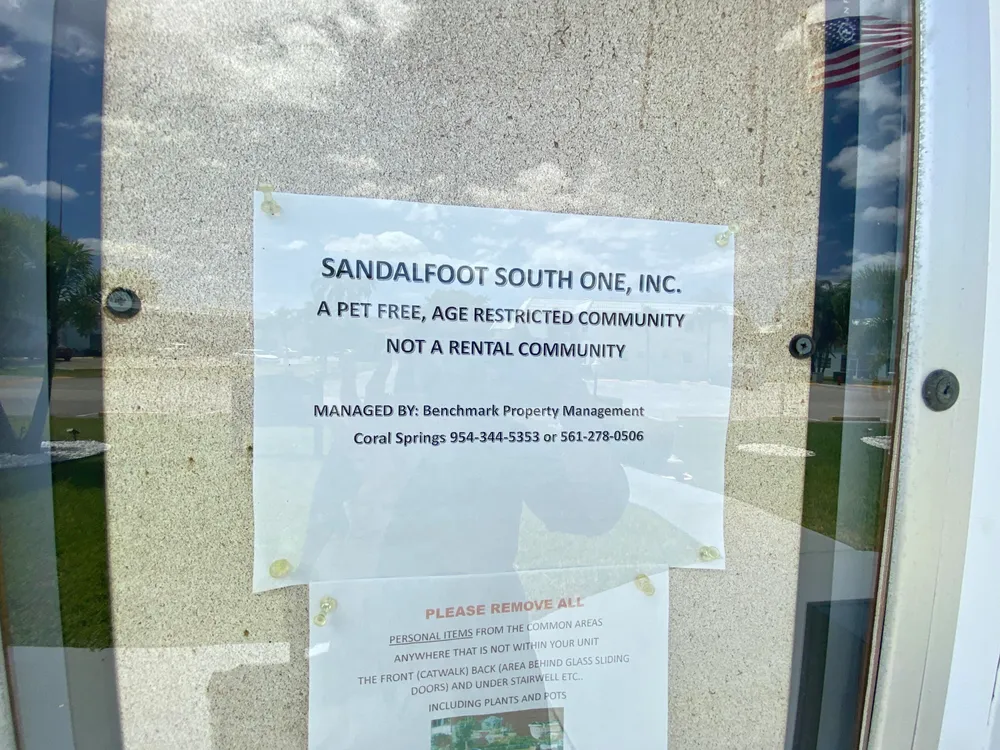 SANDALFOOT SOUTH ONE, INC.
A PET FREE, AGE RESTRICTED COMMUNITY
NOT A RENTAL COMMUNITY
MANAGED BY: Benchmark Property Management
Coral Springs 954-344-5353 or 561-278-0506
PLEASE REMOVE ALL
PERSONAL ITEMS FROM THE COMMON AREAS
ANYWHERE THAT IS NOT WITHIN YOUR UNIT
THE FRONT (CATWALK) BACK (AREA BEHIND GLASS SLIDING
DOORS) AND UNDER STAIRWELL ETC..
INCLUDING PLANTS AND POTS